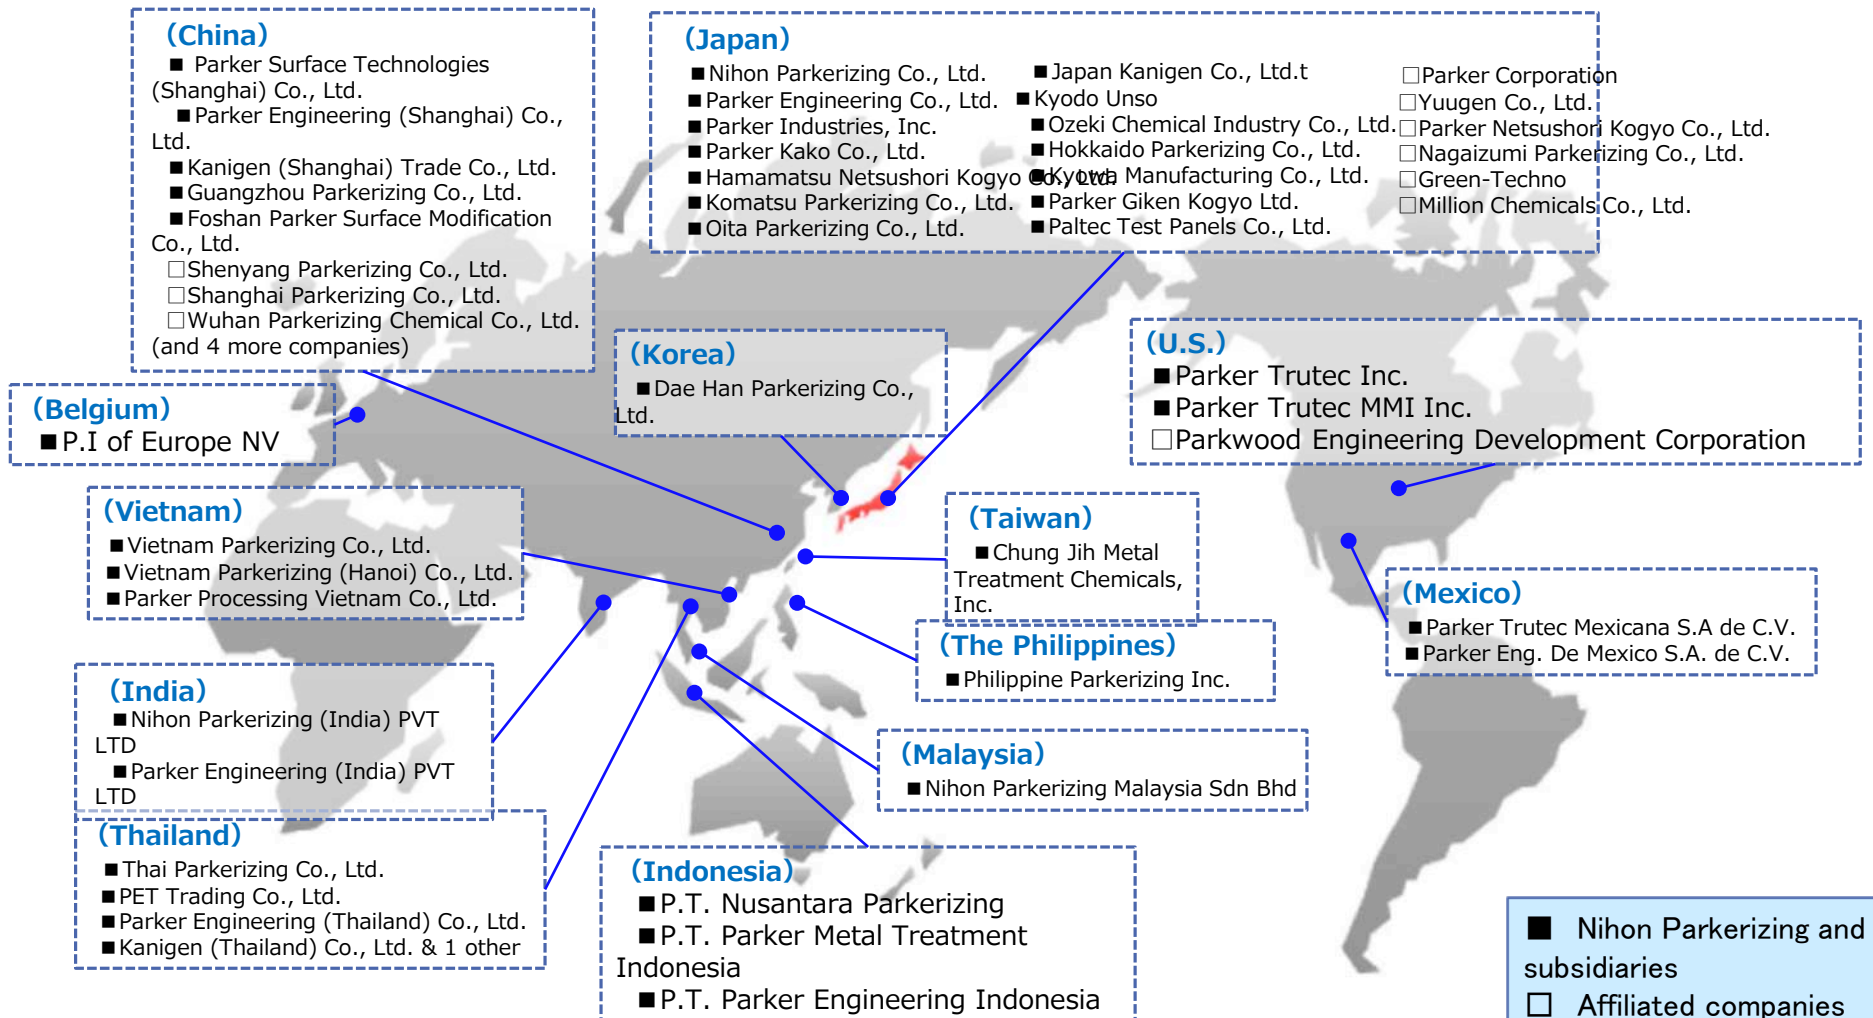 (China)
■ Parker Surface Technologies
(Shanghai) Co., Ltd.
■ Parker Engineering (Shanghai) Co.,
Ltd.
■ Kanigen (Shanghai) Trade Co., Ltd.
■ Guangzhou Parkerizing Co., Ltd.
■ Foshan Parker Surface Modification
Co., Ltd.
□ Shenyang Parkerizing Co., Ltd.
□ Shanghai Parkerizing Co., Ltd.
□ Wuhan Parkerizing Chemical Co., Ltd.
(and 4 more companies)
(Japan)
■ Nihon Parkerizing Co., Ltd.
■ Parker Engineering Co., Ltd.
■ Parker Industries, Inc.
■ Parker Kako Co., Ltd.
■ Hamamatsu Netsushori Kogyo Co., Ltd.
■ Komatsu Parkerizing Co., Ltd.
■ Oita Parkerizing Co., Ltd.
■ Japan Kanigen Co., Ltd.t
■ Kyodo Unso
■ Ozeki Chemical Industry Co., Ltd.
■ Hokkaido Parkerizing Co., Ltd.
■ Kyowa Manufacturing Co., Ltd.
■ Parker Giken Kogyo Ltd.
■ Paltec Test Panels Co., Ltd.
□ Parker Corporation
□ Yuugen Co., Ltd.
□ Parker Netsushori Kogyo Co., Ltd.
□ Nagaizumi Parkerizing Co., Ltd.
□ Green-Techno
□ Million Chemicals Co., Ltd.
(Korea)
■ Dae Han Parkerizing Co.,
Ltd.
(U.S.)
■ Parker Trutec Inc.
■ Parker Trutec MMI Inc.
□ Parkwood Engineering Development Corporation
(Belgium)
■ P.I of Europe NV
(Vietnam)
■ Vietnam Parkerizing Co., Ltd.
■ Vietnam Parkerizing (Hanoi) Co., Ltd.
■ Parker Processing Vietnam Co., Ltd.
(Taiwan)
■ Chung Jih Metal
Treatment Chemicals,
Inc.
(Mexico)
■ Parker Trutec Mexicana S.A de C.V.
■ Parker Eng. De Mexico S.A. de C.V.
(The Philippines)
■ Philippine Parkerizing Inc.
(India)
■ Nihon Parkerizing (India) PVT
LTD
■ Parker Engineering (India) PVT
LTD
(Malaysia)
■ Nihon Parkerizing Malaysia Sdn Bhd
(Thailand)
■ Thai Parkerizing Co., Ltd.
■ PET Trading Co., Ltd.
■ Parker Engineering (Thailand) Co., Ltd.
■ Kanigen (Thailand) Co., Ltd. & 1 other
(Indonesia)
■ P.T. Nusantara Parkerizing
■ P.T. Parker Metal Treatment
Indonesia
■ P.T. Parker Engineering Indonesia
■ Nihon Parkerizing and
subsidiaries
□ Affiliated companies